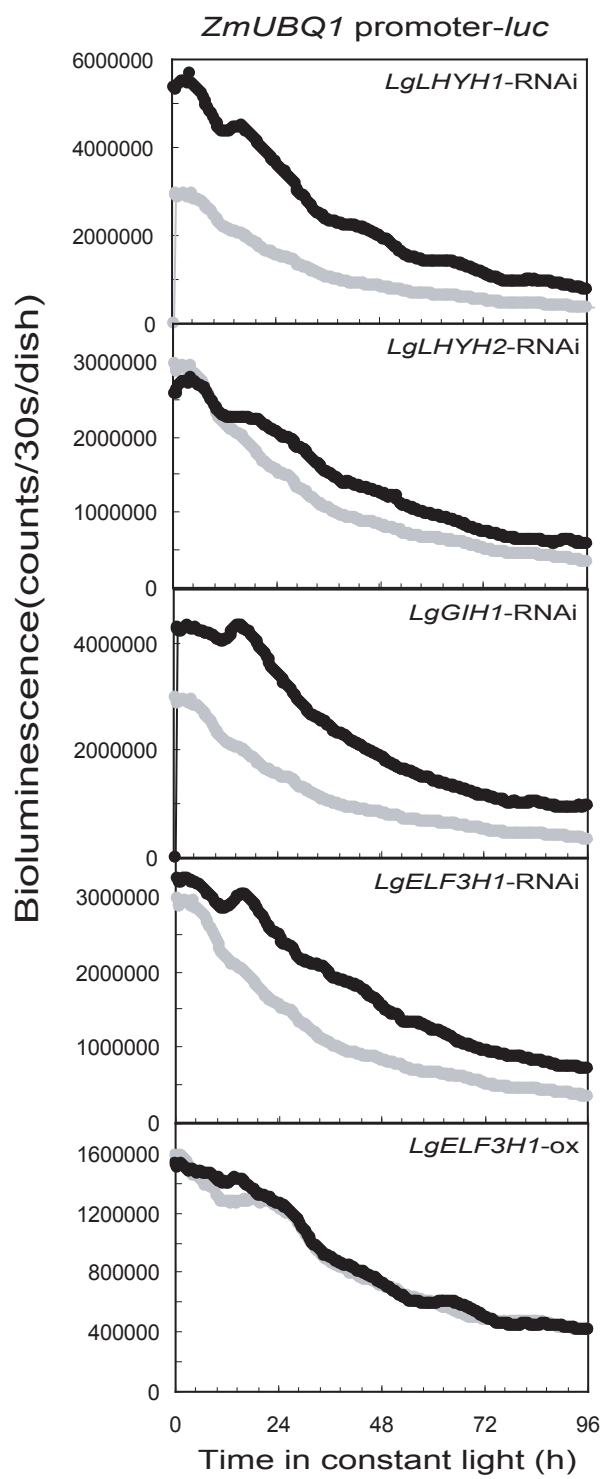 ZmUBQ1 promoter-luc
Bioluminescence(counts/30s/dish)
LgLHYH1-RNAi
6000000
4000000
2000000
0
LgLHYH2-RNAi
3000000
2000000
1000000
0
LgGIH1-RNAi
4000000
2000000
0
LgELF3H1-RNAi
3000000
2000000
1000000
0
LgELF3H1-ox
1600000
1200000
800000
400000
0
0 24 48 72 96
Time in constant light (h)